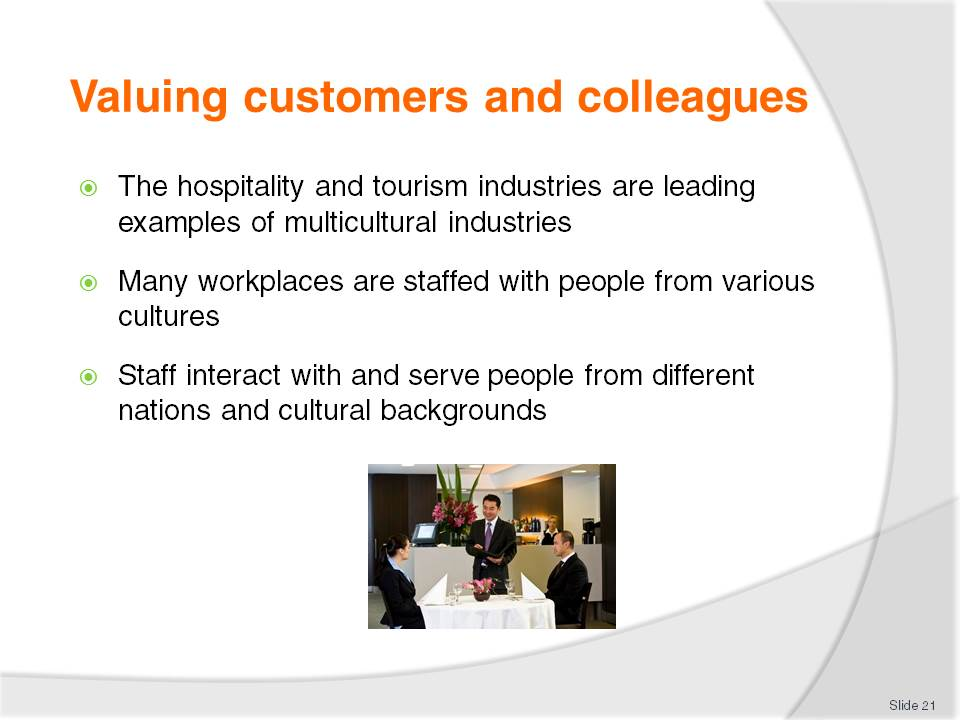 Valuing customers and colleagues
The hospitality and tourism industries are leading
examples of multicultural industries
Many workplaces are staffed with people from various
cultures
Staff interact with and serve people from different
nations and cultural backgrounds
Slide 21